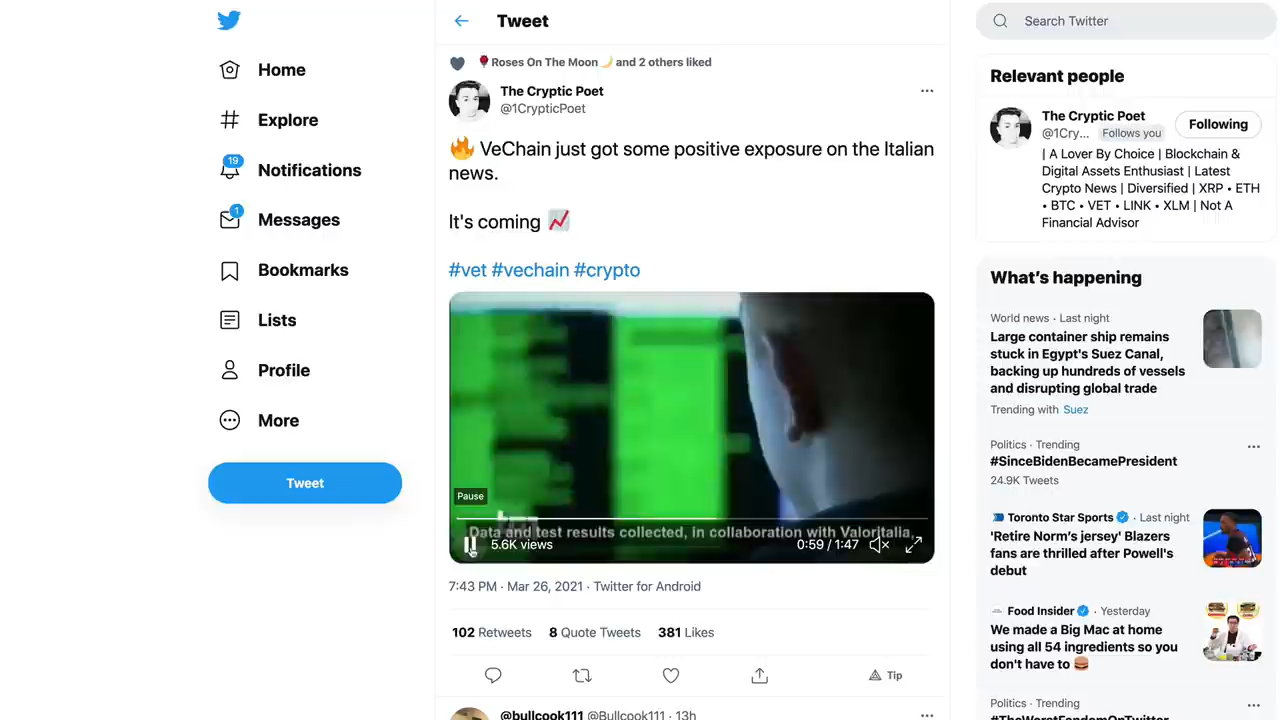 Home
Explore
19
Notifications
1
Messages
Bookmarks
Lists
Profile
More
Tweet
Tweet
Roses On The Moon 🌙 and 2 others liked
The Cryptic Poet
@1CrypticPoet
🔥 VeChain just got some positive exposure on the Italian
news.
It's coming 📈
#vet #vechain #crypto
Pause
Data and test results collected, in collaboration with Valoritalia,
5.6K views
0:59 / 1:47
7:43 PM · Mar 26, 2021 · Twitter for Android
102 Retweets 8 Quote Tweets 381 Likes
Tip
@bullcook111 @Bullcook111 · 13h
Search Twitter
Relevant people
The Cryptic Poet
@1Cry... Follows you
Following
| A Lover By Choice | Blockchain &
Digital Assets Enthusiast | Latest
Crypto News | Diversified | XRP • ETH
• BTC • VET • LINK • XLM | Not A
Financial Advisor
What's happening
World news · Last night
Large container ship remains
stuck in Egypt's Suez Canal,
backing up hundreds of vessels
and disrupting global trade
Trending with Suez
Politics · Trending
#SinceBidenBecamePresident
24.9K Tweets
Toronto Star Sports · Last night
'Retire Norm's jersey' Blazers
fans are thrilled after Powell's
debut
Food Insider · Yesterday
We made a Big Mac at home
using all 54 ingredients so you
don't have to 🍔
Politics · Trending
#TheWorstFandomOnTwitter